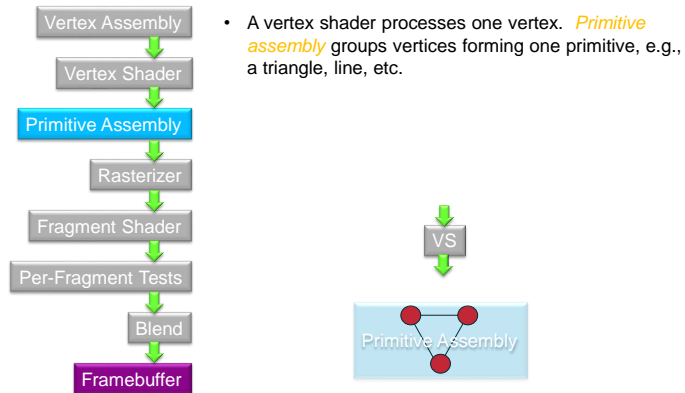 Vertex Assembly
Vertex Shader
Primitive Assembly
Rasterizer
Fragment Shader
Per-Fragment Tests
Blend
Framebuffer
• A vertex shader processes one vertex. Primitive
assembly groups vertices forming one primitive, e.g.,
a triangle, line, etc.
VS
Primitive Assembly